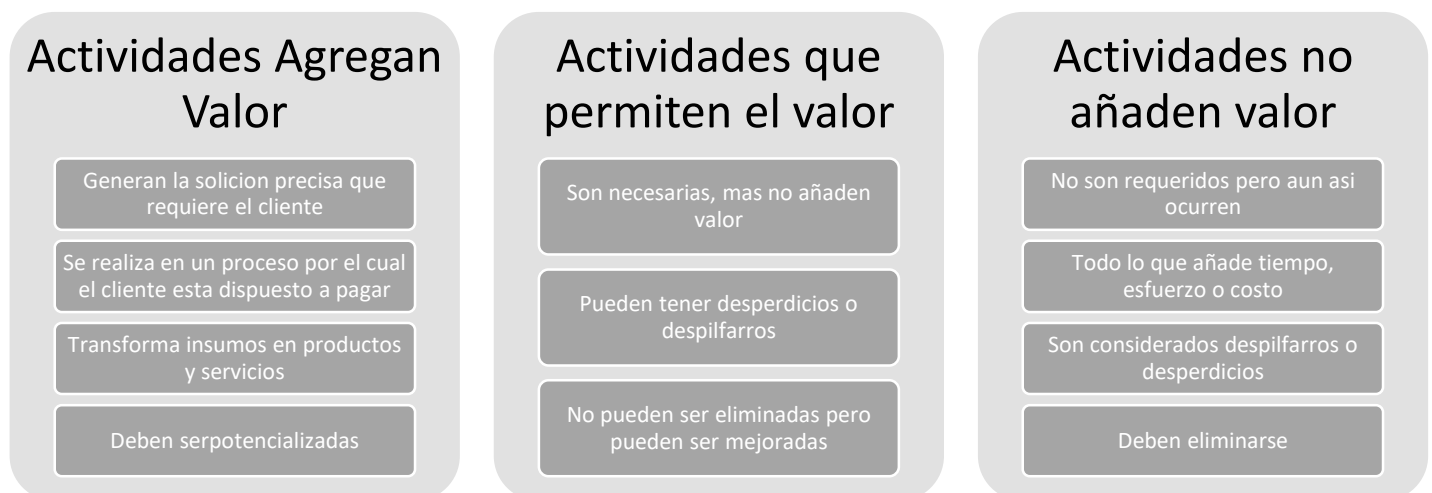 Actividades Agregan
Valor
Generan la solicion precisa que
requiere el cliente
Se realiza en un proceso por el cual
el cliente esta dispuesto a pagar
Transforma insumos en productos
y servicios
Deben serpotencializadas
Actividades que
permiten el valor
Son necesarias, mas no añaden
valor
Pueden tener desperdicios o
despilfarros
No pueden ser eliminadas pero
pueden ser mejoradas
Actividades no
añaden valor
No son requeridos pero aun asi
ocurren
Todo lo que añade tiempo,
esfuerzo o costo
Son considerados despilfarros o
desperdicios
Deben eliminarse